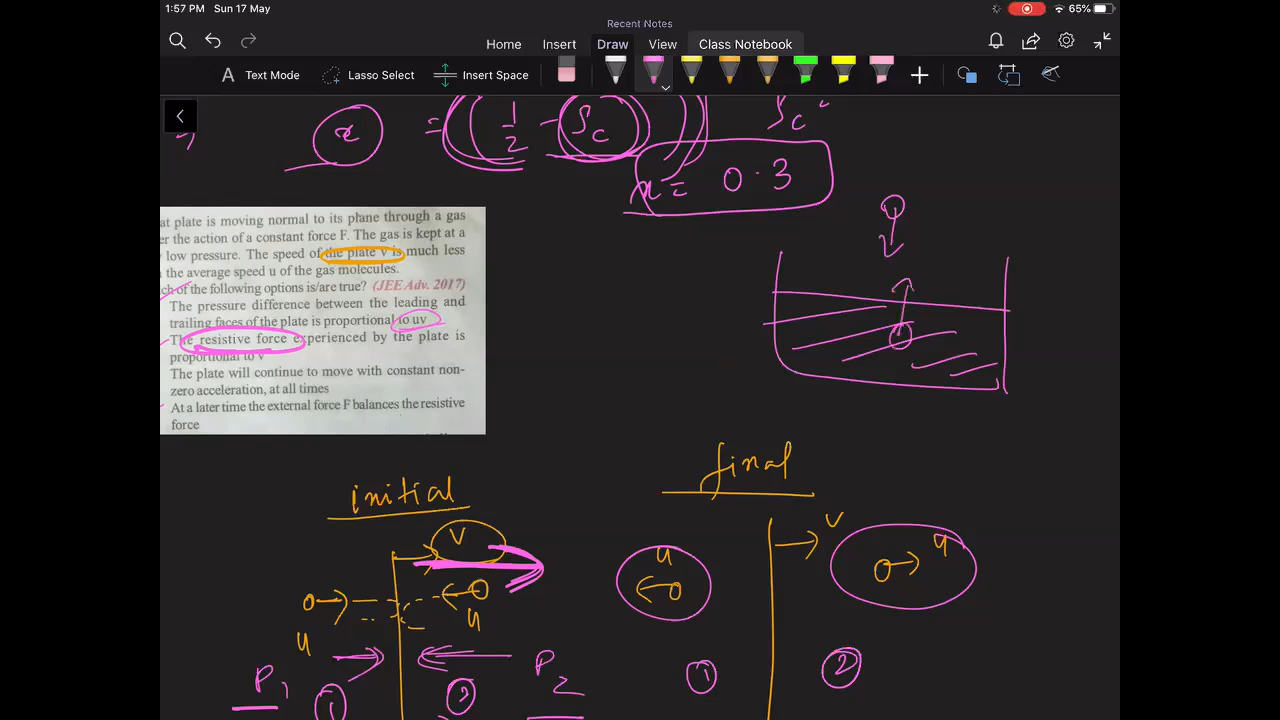 1:57 PM Sun 17 May
65%
Recent Notes
Home Insert Draw View Class Notebook
Text Mode Lasso Select Insert Space
x = ( 1/2 - ρc
x = 0.3
at plate is moving normal to its plane through a gas
er the action of a constant force F. The gas is kept at a
low pressure. The speed of the plate v is much less
the average speed u of the gas molecules.
ch of the following options is/are true? (JEE Adv. 2017)
The pressure difference between the leading and
trailing faces of the plate is proportional to uv
The resistive force experienced by the plate is
proportional to v
The plate will continue to move with constant non-
zero acceleration, at all times
At a later time the external force F balances the resistive
force
initial
final
v
u
v
u
u
u
P1
P2
1
2
1
2